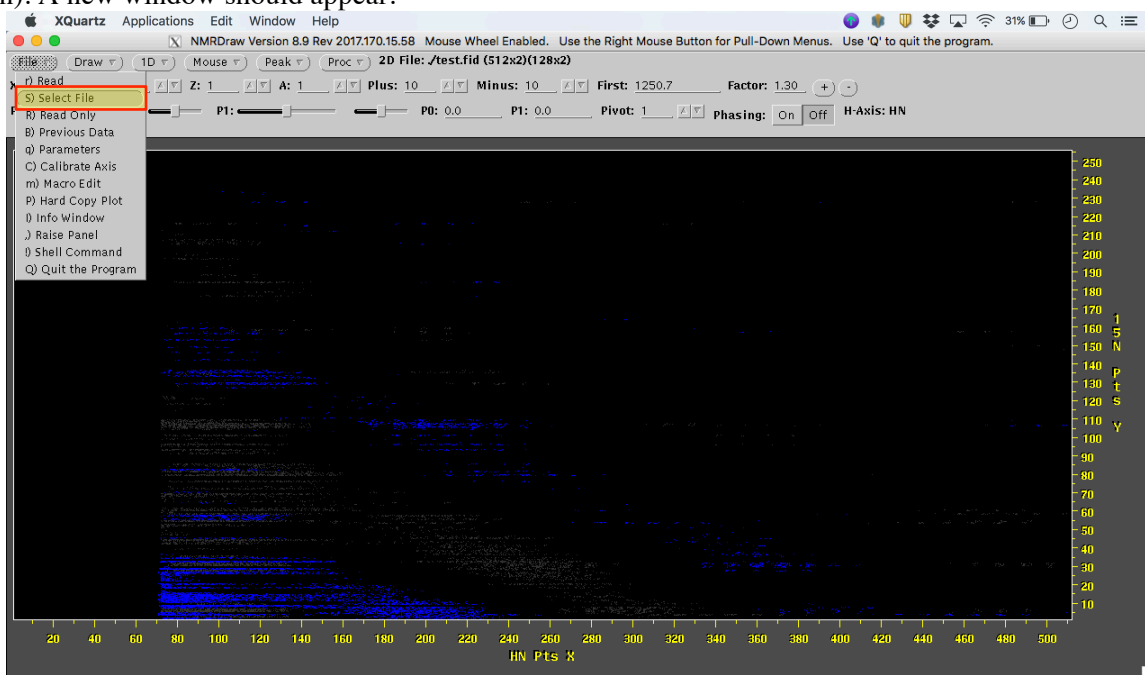 n). A new window should appear.
XQuartz Applications Edit Window Help 31%
X NMRDraw Version 8.9 Rev 2017.170.15.58 Mouse Wheel Enabled. Use the Right Mouse Button for Pull-Down Menus. Use 'Q' to quit the program.
File Draw 1D Mouse Peak Proc 2D File: ./test.fid (512x2)(128x2)
Z: 1 A: 1 Plus: 10 Minus: 10 First: 1250.7 Factor: 1.30 + -
P1: P0: 0.0 P1: 0.0 Pivot: 1 Phasing: On Off H-Axis: HN
r) Read
S) Select File
R) Read Only
B) Previous Data
q) Parameters
C) Calibrate Axis
m) Macro Edit
P) Hard Copy Plot
I) Info Window
,) Raise Panel
!) Shell Command
Q) Quit the Program
250
240
230
220
210
200
190
180
170
160
150
140
130
120
110
100
90
80
70
60
50
40
30
20
10
15N Pts Y
20 40 60 80 100 120 140 160 180 200 220 240 260 280 300 320 340 360 380 400 420 440 460 480 500
HN Pts X